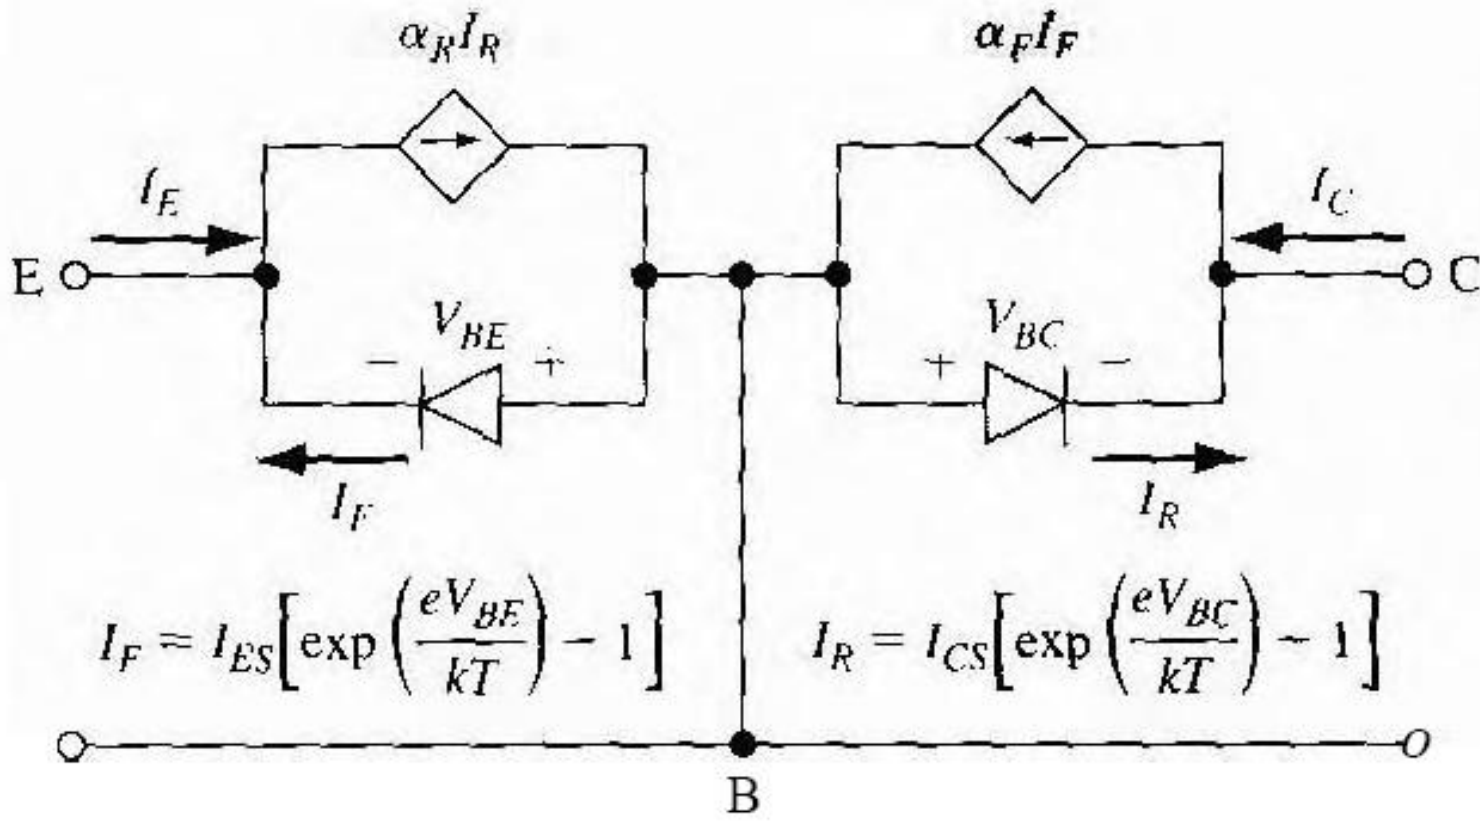 α_R I_R α_F I_F
I_E I_C
E C
V_BE V_BC
− + + −
I_F I_R
I_F = I_ES[exp(eV_BE/kT) − 1] I_R = I_CS[exp(eV_BC/kT) − 1]
B